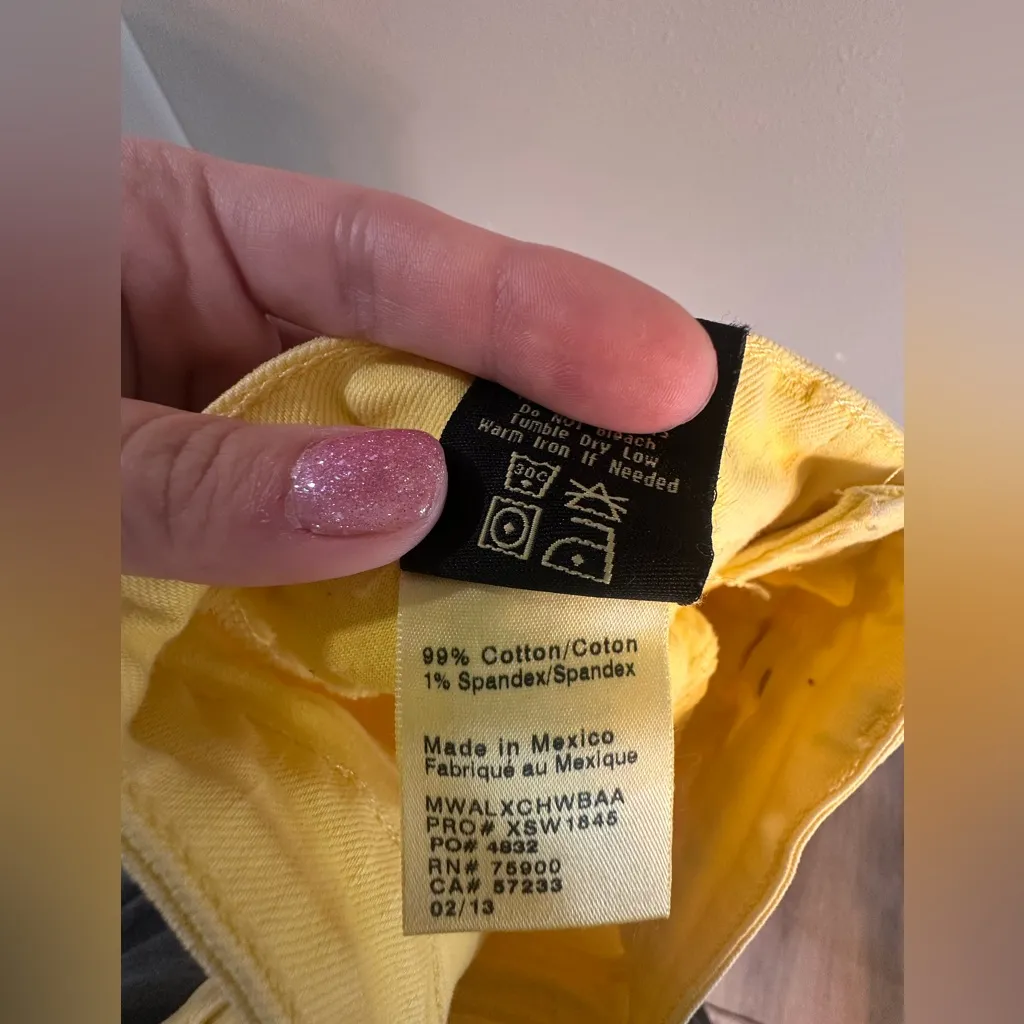 Do Not Bleach
Tumble Dry Low
Warm Iron If Needed
30C
99% Cotton/Coton
1% Spandex/Spandex
Made in Mexico
Fabriqué au Mexique
MWALXCHWBAA
PRO# XSW1845
PO# 4832
RN# 75900
CA# 57233
02/13